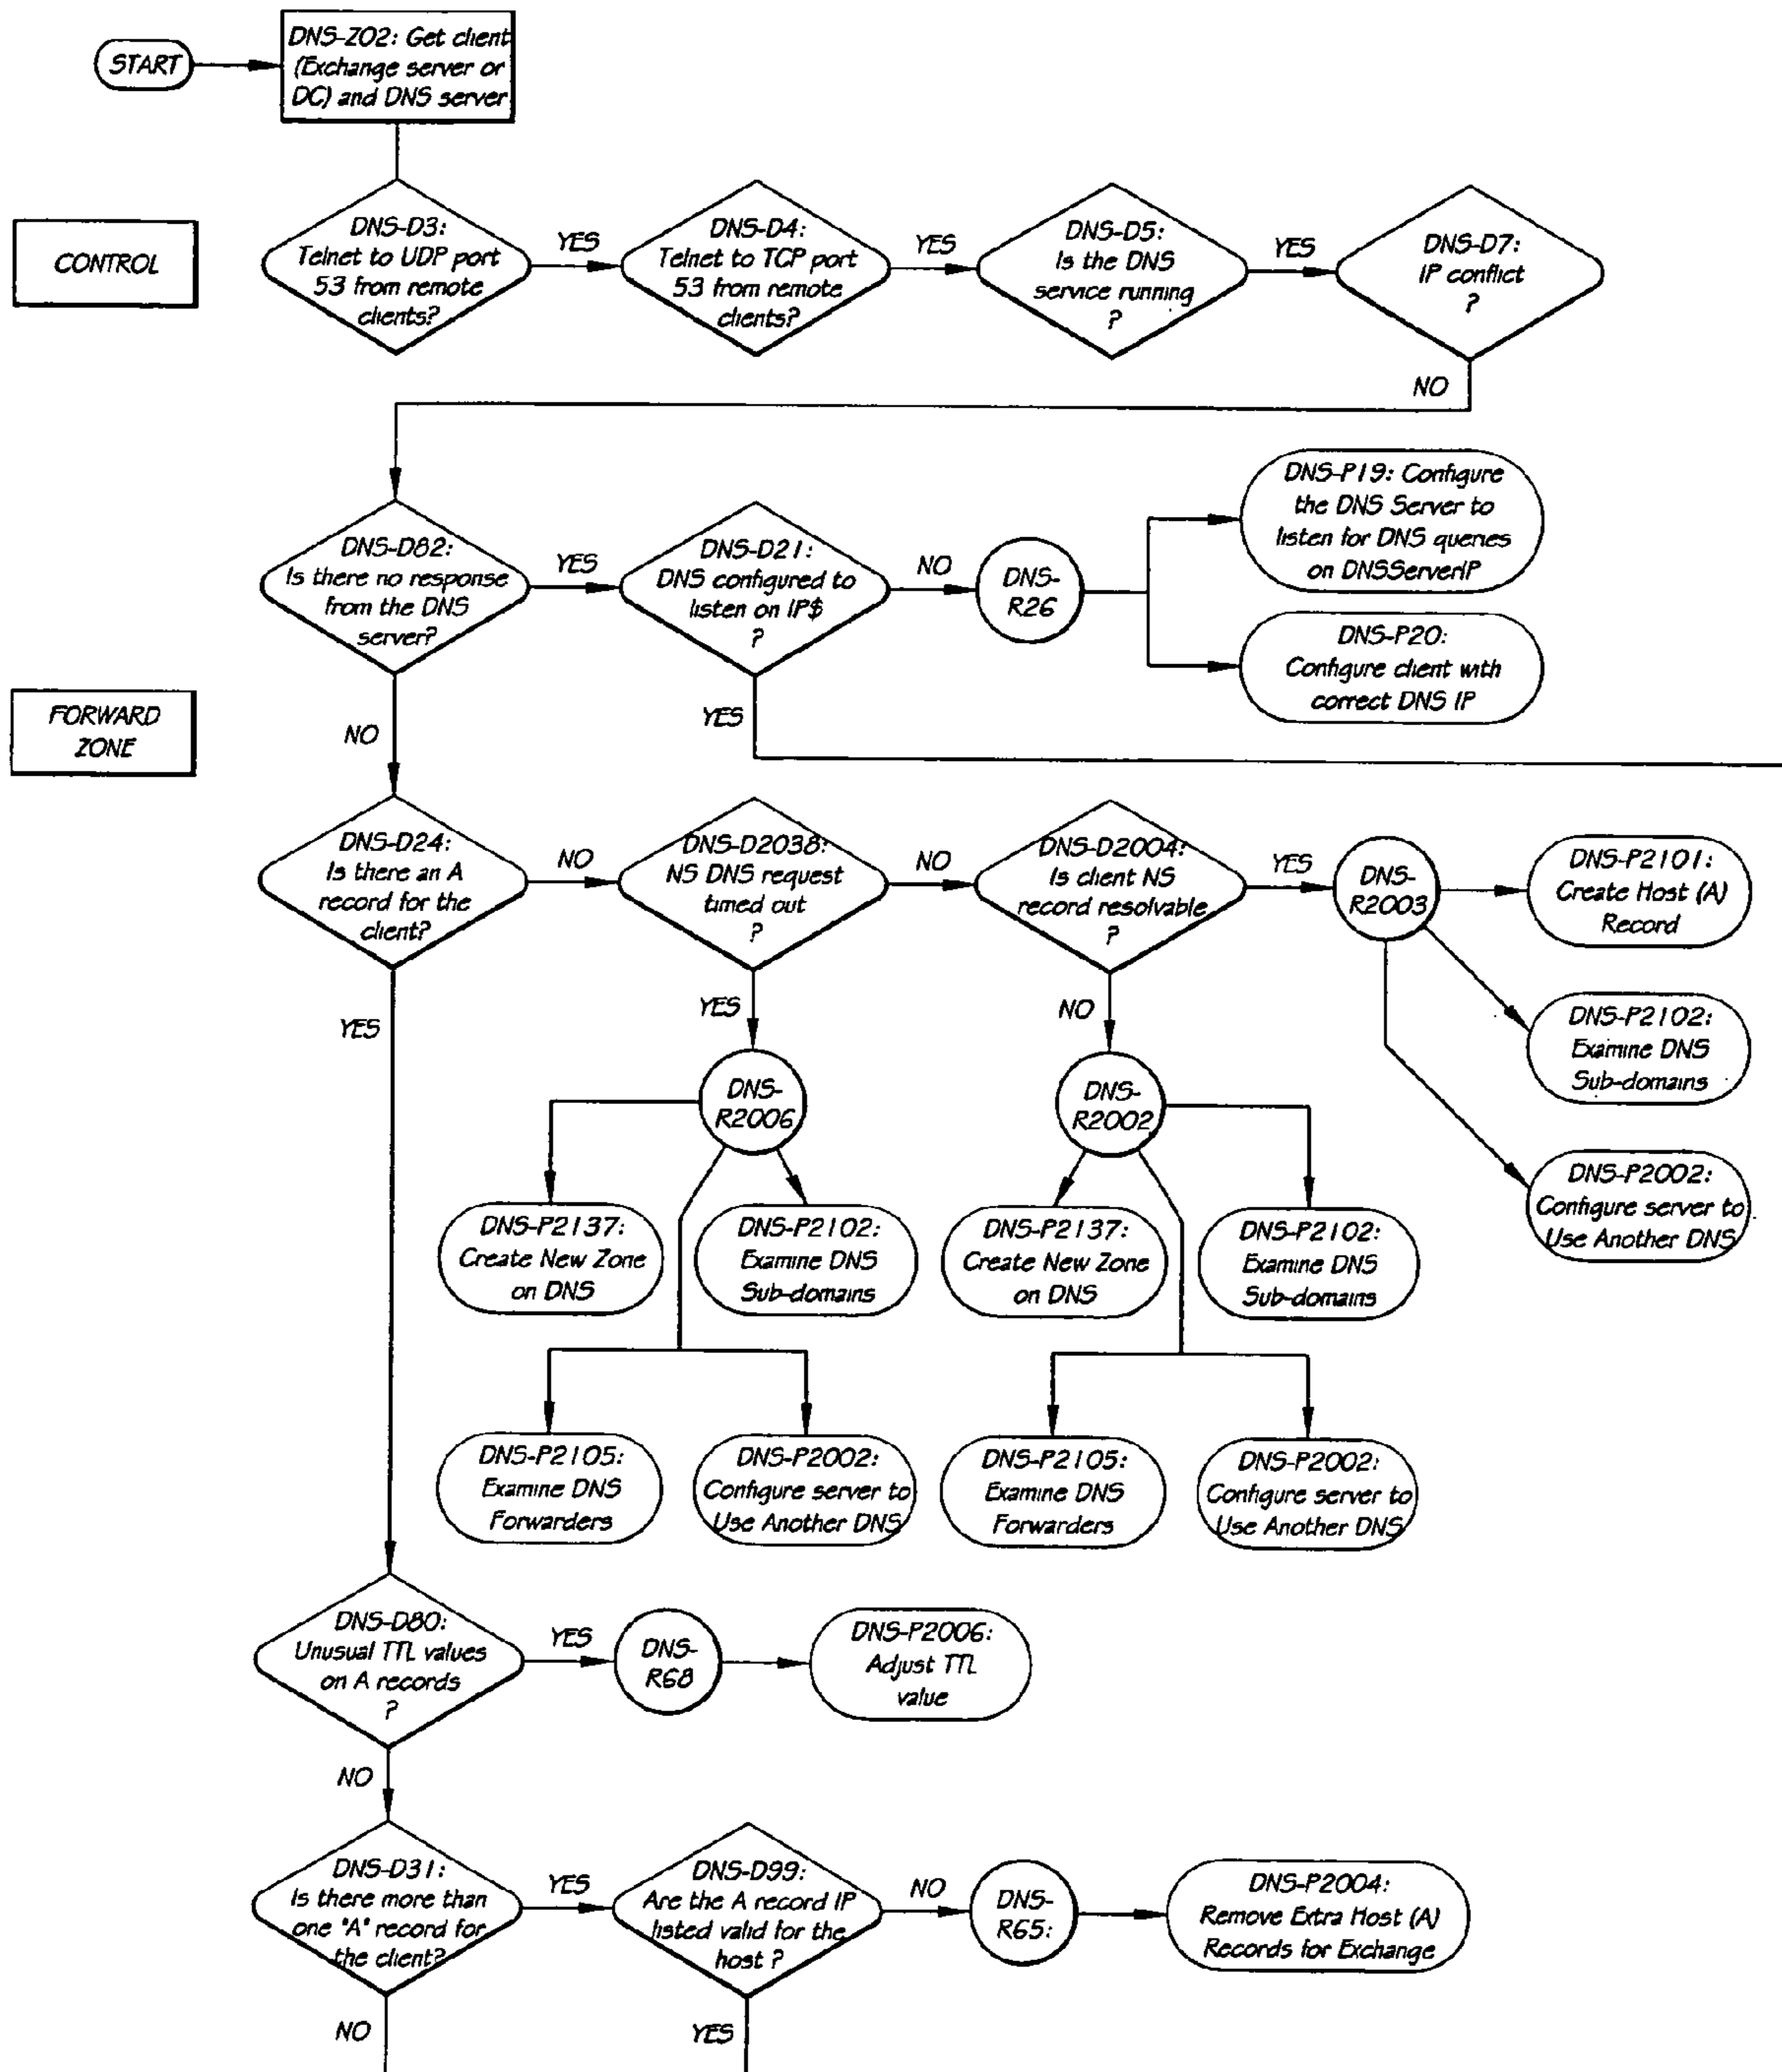 START
DNS-Z02: Get client
(Exchange server or
DC) and DNS server
CONTROL
DNS-D3:
Telnet to UDP port
53 from remote
clients?
YES
DNS-D4:
Telnet to TCP port
53 from remote
clients?
YES
DNS-D5:
Is the DNS
service running
?
YES
DNS-D7:
IP conflict
?
NO
DNS-D82:
Is there no response
from the DNS
server?
YES
DNS-D21:
DNS configured to
listen on IP$
?
NO
DNS-
R26
DNS-P19: Configure
the DNS Server to
listen for DNS queries
on DNSServerIP
DNS-P20:
Configure client with
correct DNS IP
FORWARD
ZONE
NO
YES
DNS-D24:
Is there an A
record for the
client?
NO
DNS-D2038:
NS DNS request
timed out
?
NO
DNS-D2004:
Is client NS
record resolvable
?
YES
DNS-
R2003
DNS-P2101:
Create Host (A)
Record
DNS-P2102:
Examine DNS
Sub-domains
DNS-P2002:
Configure server to
Use Another DNS
YES
YES
NO
DNS-
R2006
DNS-
R2002
DNS-P2137:
Create New Zone
on DNS
DNS-P2102:
Examine DNS
Sub-domains
DNS-P2137:
Create New Zone
on DNS
DNS-P2102:
Examine DNS
Sub-domains
DNS-P2105:
Examine DNS
Forwarders
DNS-P2002:
Configure server to
Use Another DNS
DNS-P2105:
Examine DNS
Forwarders
DNS-P2002:
Configure server to
Use Another DNS
DNS-D80:
Unusual TTL values
on A records
?
YES
DNS-
R68
DNS-P2006:
Adjust TTL
value
NO
DNS-D31:
Is there more than
one "A" record for
the client?
YES
DNS-D99:
Are the A record IP
listed valid for the
host ?
NO
DNS-
R65:
DNS-P2004:
Remove Extra Host (A)
Records for Exchange
NO
YES